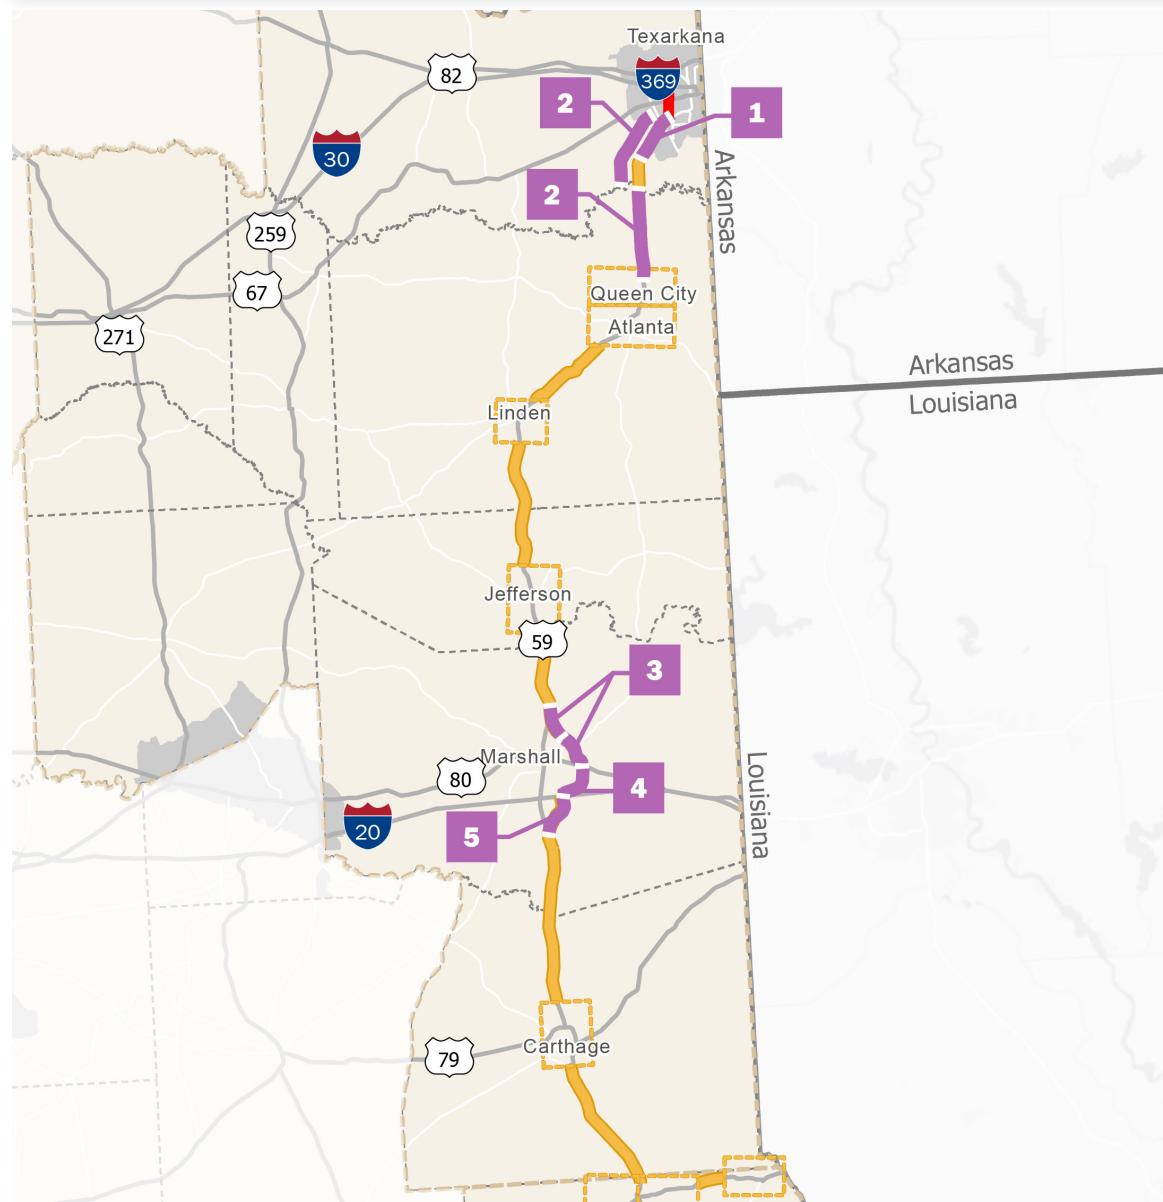 Texarkana
82
369
2
1
30
Arkansas
2
259
67
Queen City
271
Atlanta
Arkansas
Louisiana
Linden
Jefferson
59
3
Marshall
80
4
Louisiana
20
5
Carthage
79